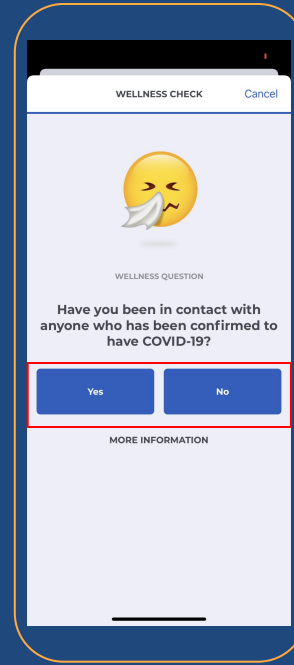 WELLNESS CHECK Cancel
WELLNESS QUESTION
Have you been in contact with
anyone who has been confirmed to
have COVID-19?
Yes No
MORE INFORMATION